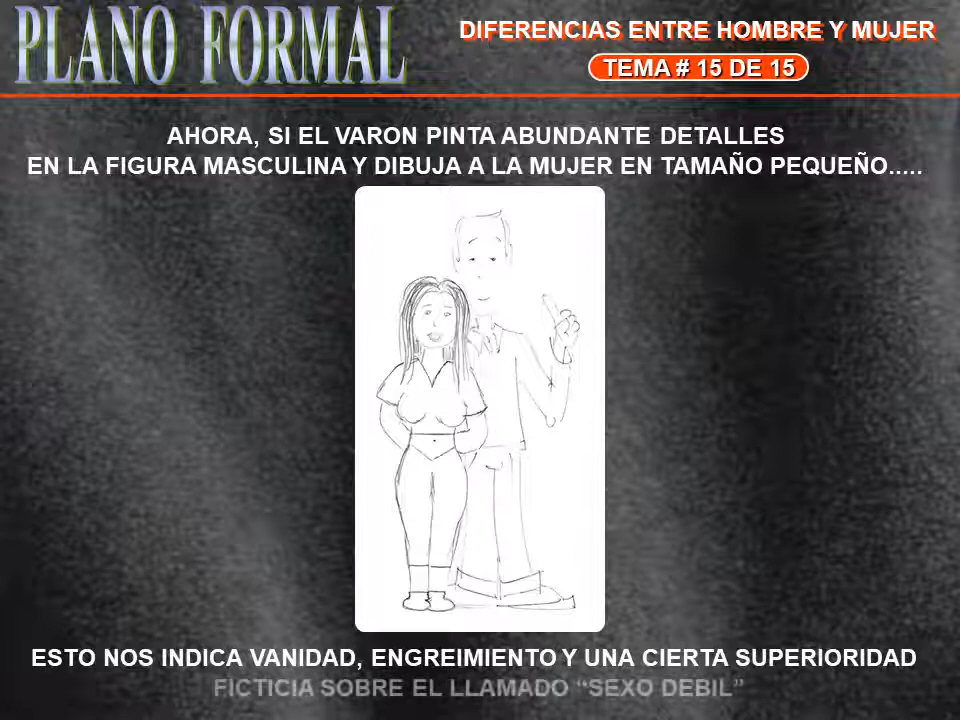 PLANO FORMAL
DIFERENCIAS ENTRE HOMBRE Y MUJER
TEMA # 15 DE 15
AHORA, SI EL VARON PINTA ABUNDANTE DETALLES
EN LA FIGURA MASCULINA Y DIBUJA A LA MUJER EN TAMAÑO PEQUEÑO.....
ESTO NOS INDICA VANIDAD, ENGREIMIENTO Y UNA CIERTA SUPERIORIDAD
FICTICIA SOBRE EL LLAMADO “SEXO DEBIL”